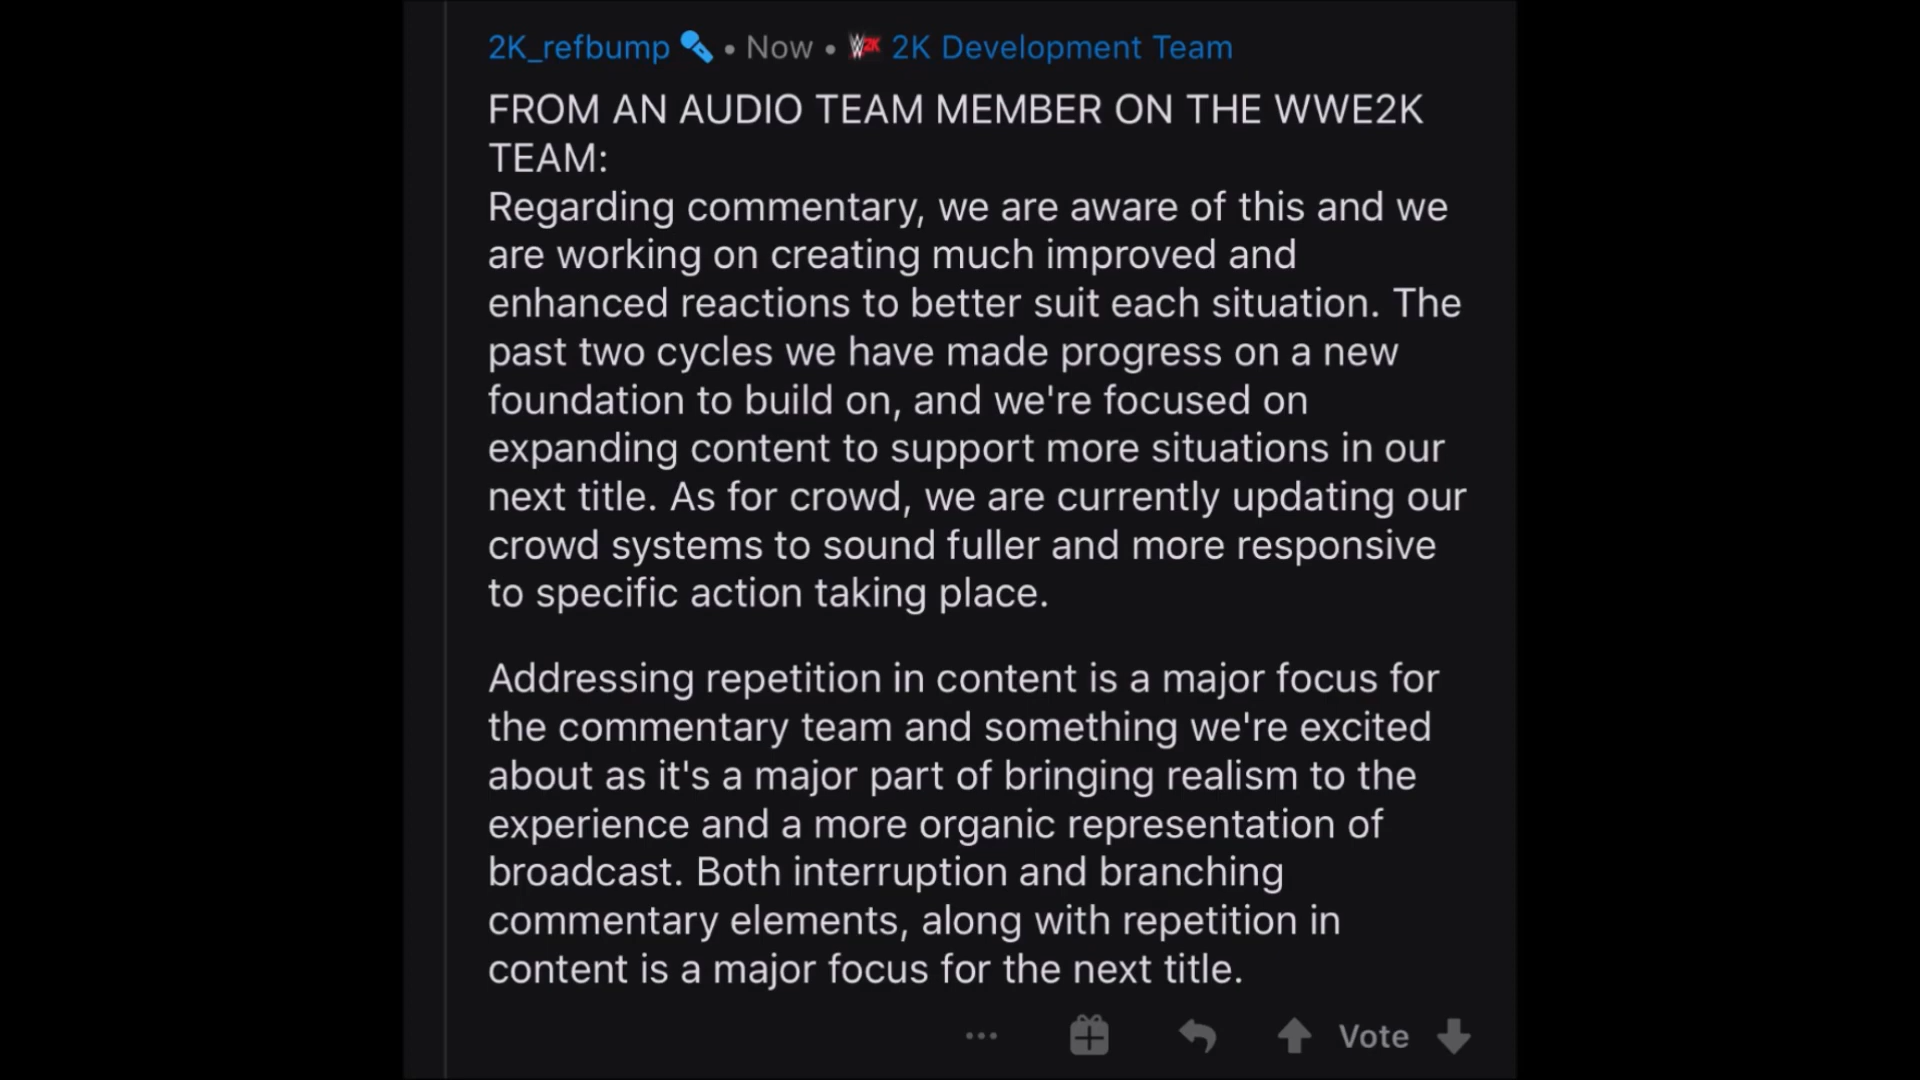 2K_refbump • Now • W2K 2K Development Team
FROM AN AUDIO TEAM MEMBER ON THE WWE2K
TEAM:
Regarding commentary, we are aware of this and we
are working on creating much improved and
enhanced reactions to better suit each situation. The
past two cycles we have made progress on a new
foundation to build on, and we're focused on
expanding content to support more situations in our
next title. As for crowd, we are currently updating our
crowd systems to sound fuller and more responsive
to specific action taking place.
Addressing repetition in content is a major focus for
the commentary team and something we're excited
about as it's a major part of bringing realism to the
experience and a more organic representation of
broadcast. Both interruption and branching
commentary elements, along with repetition in
content is a major focus for the next title.
Vote